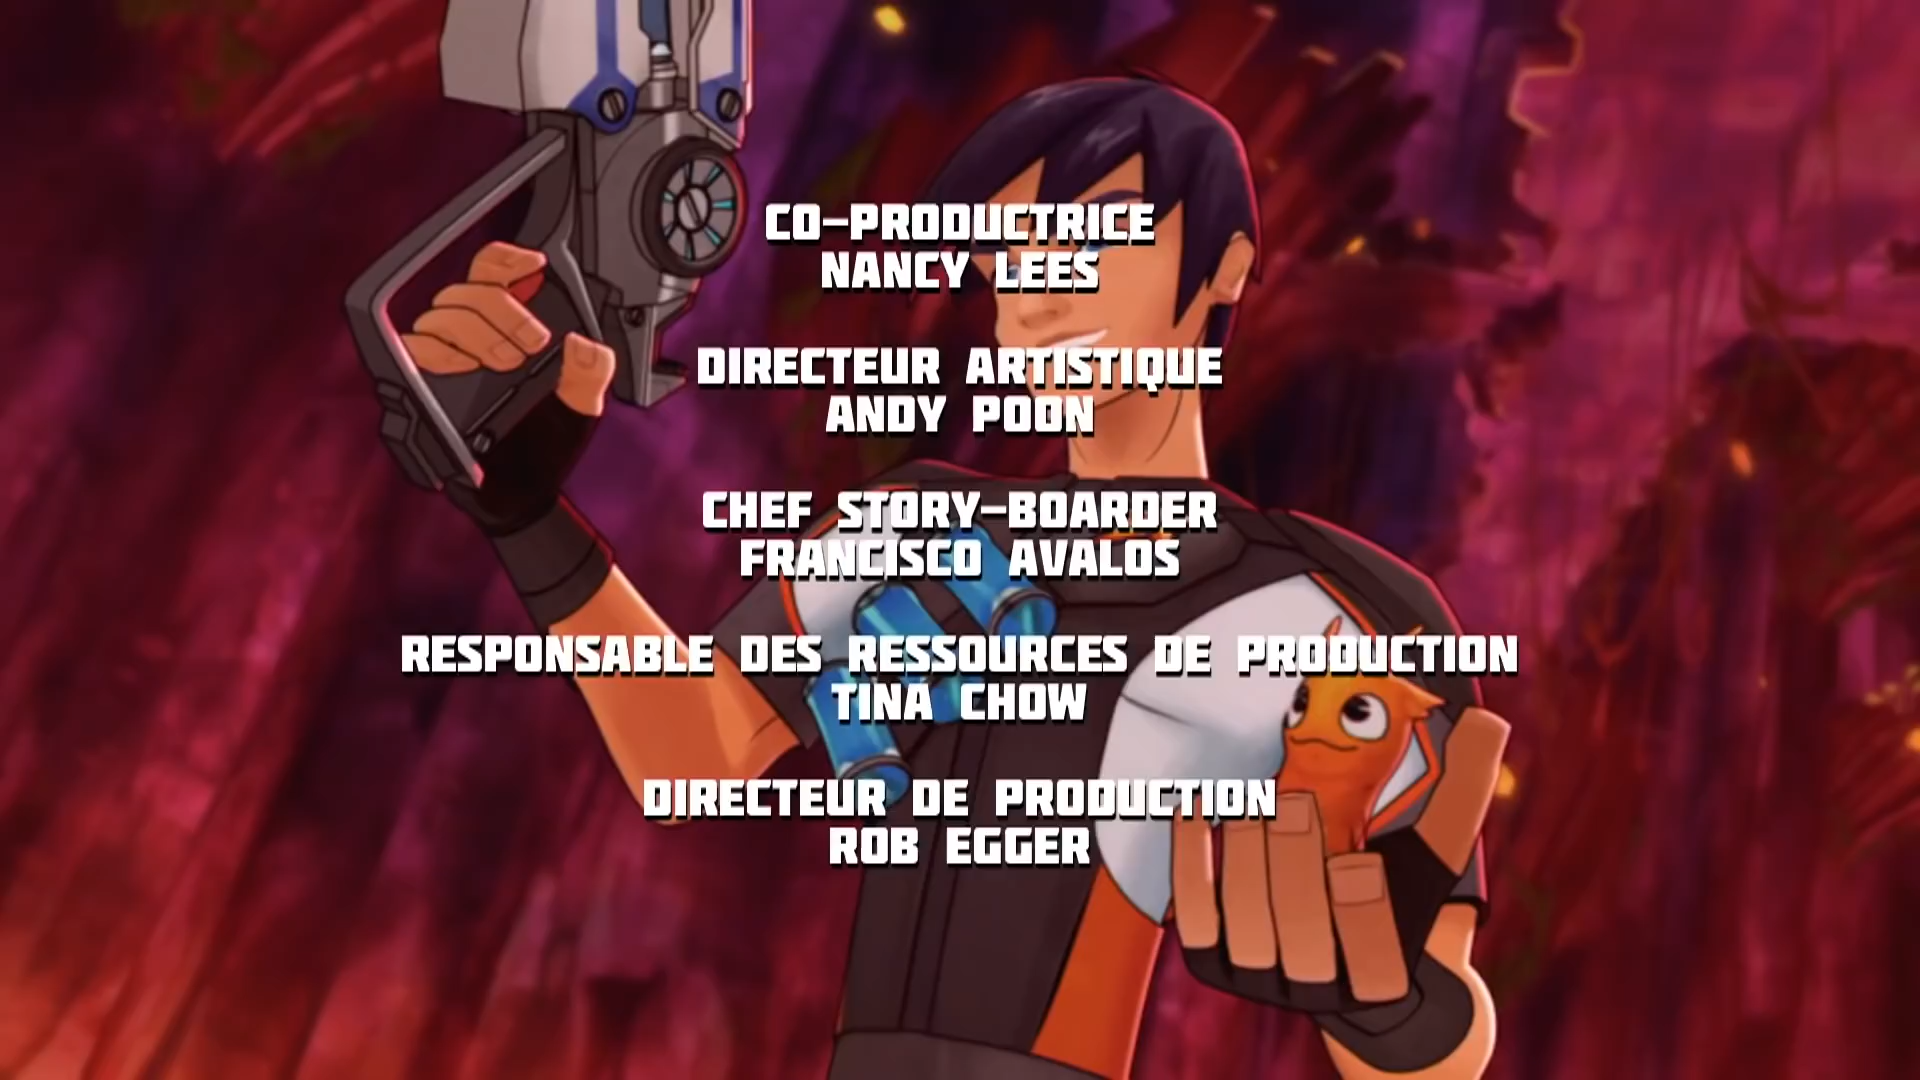 CO-PRODUCTRICE
NANCY LEES
DIRECTEUR ARTISTIQUE
ANDY POON
CHEF STORY-BOARDER
FRANCISCO AVALOS
RESPONSABLE DES RESSOURCES DE PRODUCTION
TINA CHOW
DIRECTEUR DE PRODUCTION
ROB EGGER